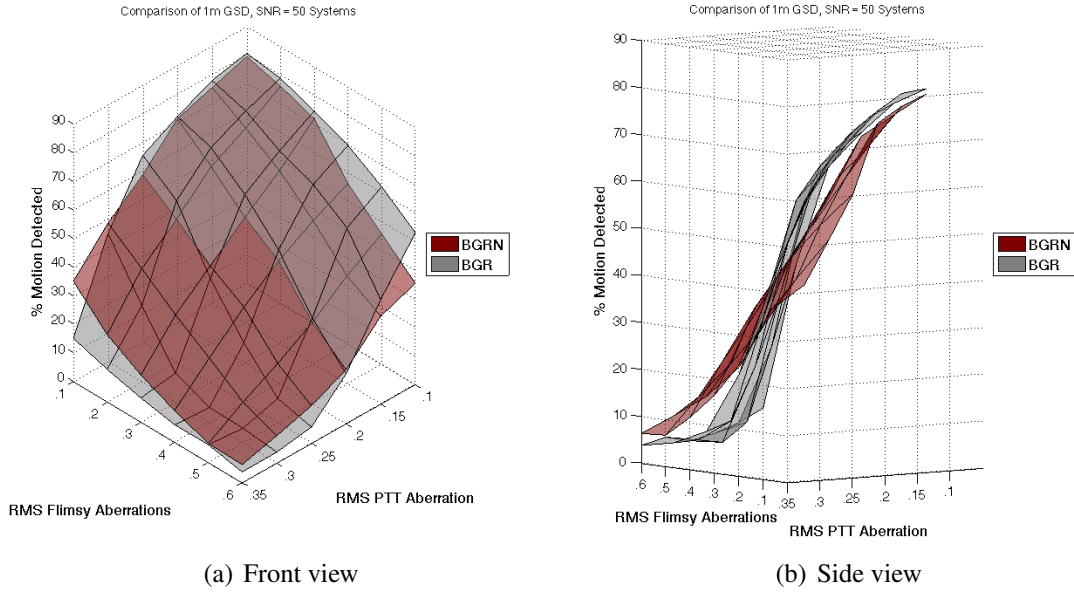 Comparison of 1m GSD, SNR = 50 Systems
% Motion Detected
90
80
70
60
50
40
30
20
10
0
.1
.2
.3
.4
.5
.6
RMS Flimsy Aberrations
.35
.3
.25
.2
.15
.1
RMS PTT Aberration
BGRN
BGR
(a) Front view
Comparison of 1m GSD, SNR = 50 Systems
% Motion Detected
90
80
70
60
50
40
30
20
10
0
.6 .5 .4 .3 .2 .1
RMS Flimsy Aberrations
.35 .3 .25 .2 .15 .1
RMS PTT Aberration
BGRN
BGR
(b) Side view